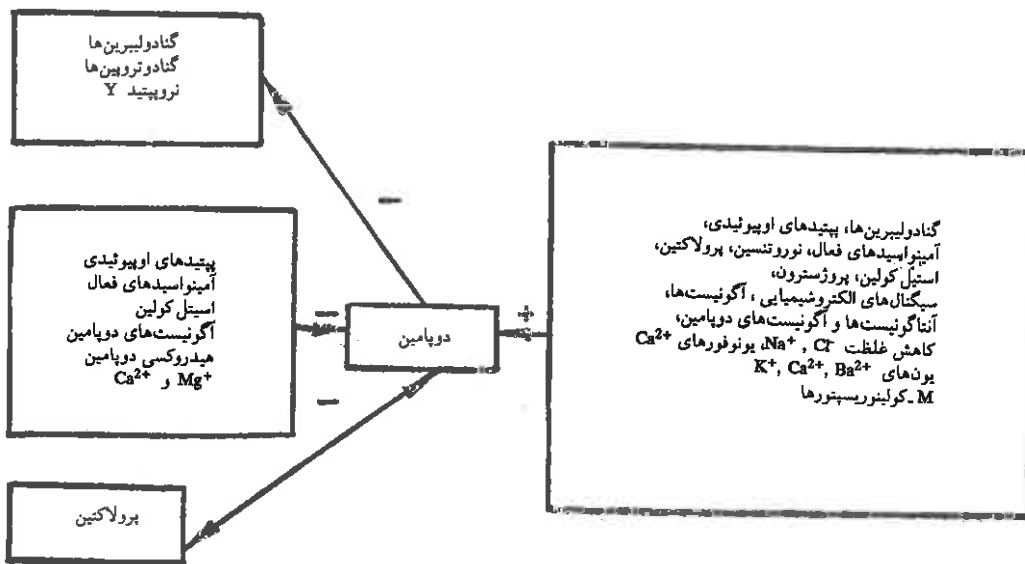 گنادولیبرین‌ها
گنادوتروپین‌ها
نروپپتید Y
پپتیدهای اوپیوئیدی
آمینواسیدهای فعال
اسیتل کولین
آگونیست‌های دوپامین
هیدروکسی دوپامین
Mg⁺ و Ca²⁺
پرولاکتین
−
−
−
دوپامین
+
گنادولیبرین‌ها، پپتیدهای اوپیوئیدی،
آمینواسیدهای فعال، نوروتنسین، پرولاکتین،
استیل کولین، پروژسترون،
سیگنال‌های الکتروشیمیایی، آگونیست‌ها،
آنتاگونیست‌ها و آگونیست‌های دوپامین،
کاهش غلظت Na⁺ , Cl⁻، یونوفورهای Ca²⁺
یون‌های K⁺, Ca²⁺, Ba²⁺
M ـ کولینوریسپتورها